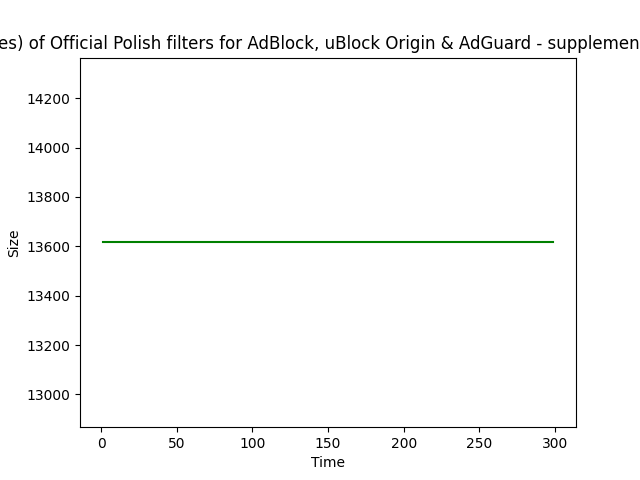 es) of Official Polish filters for AdBlock, uBlock Origin & AdGuard - supplemen
14200
14000
13800
13600
13400
13200
13000
Size
0 50 100 150 200 250 300
Time